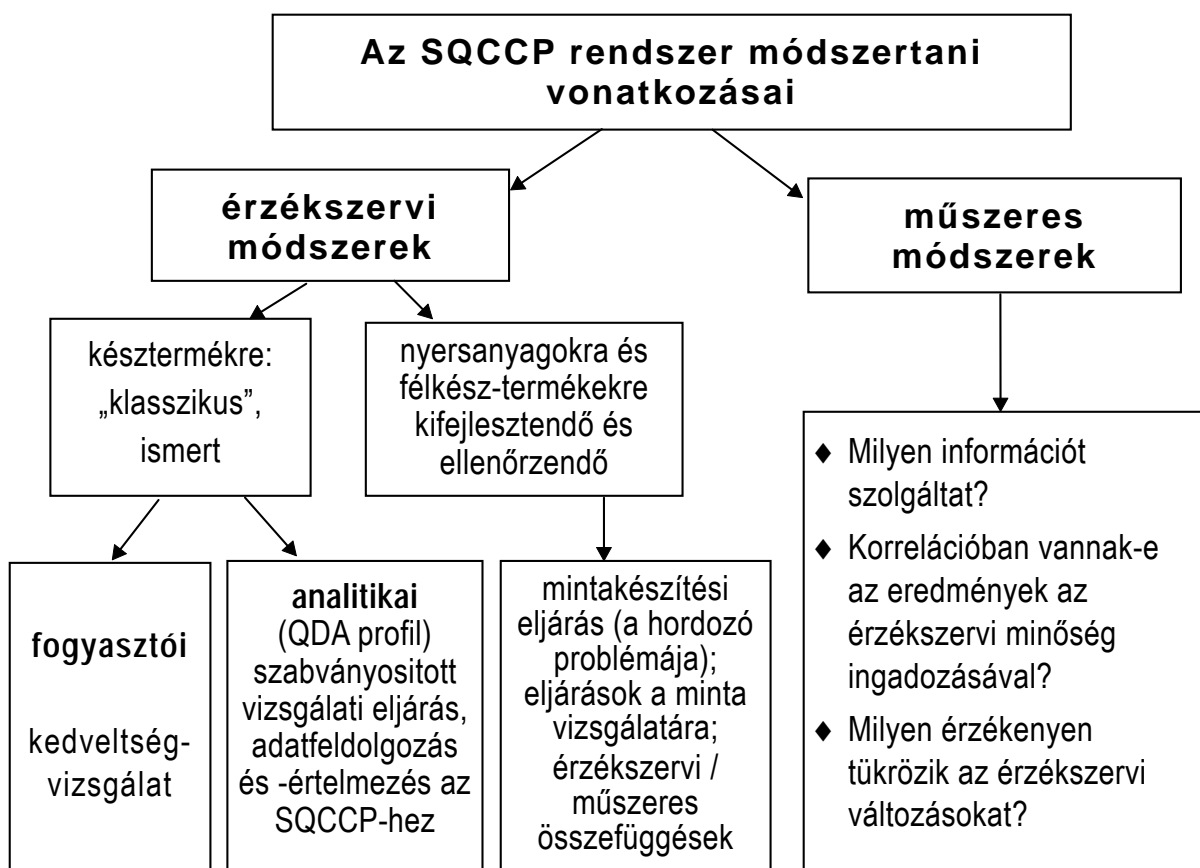 Az SQCCP rendszer módszertani
vonatkozásai
érzékszervi
módszerek
műszeres
módszerek
késztermékre:
„klasszikus”,
ismert
nyersanyagokra és
félkész-termékekre
kifejlesztendő és
ellenőrzendő
fogyasztói
kedveltség-
vizsgálat
analitikai
(QDA profil)
szabványosított
vizsgálati eljárás,
adatfeldolgozás
és -értelmezés az
SQCCP-hez
mintakészítési
eljárás (a hordozó
problémája);
eljárások a minta
vizsgálatára;
érzékszervi /
műszeres
összefüggések
♦ Milyen információt
szolgáltat?
♦ Korrelációban vannak-e
az eredmények az
érzékszervi minőség
ingadozásával?
♦ Milyen érzékenyen
tükrözik az érzékszervi
változásokat?